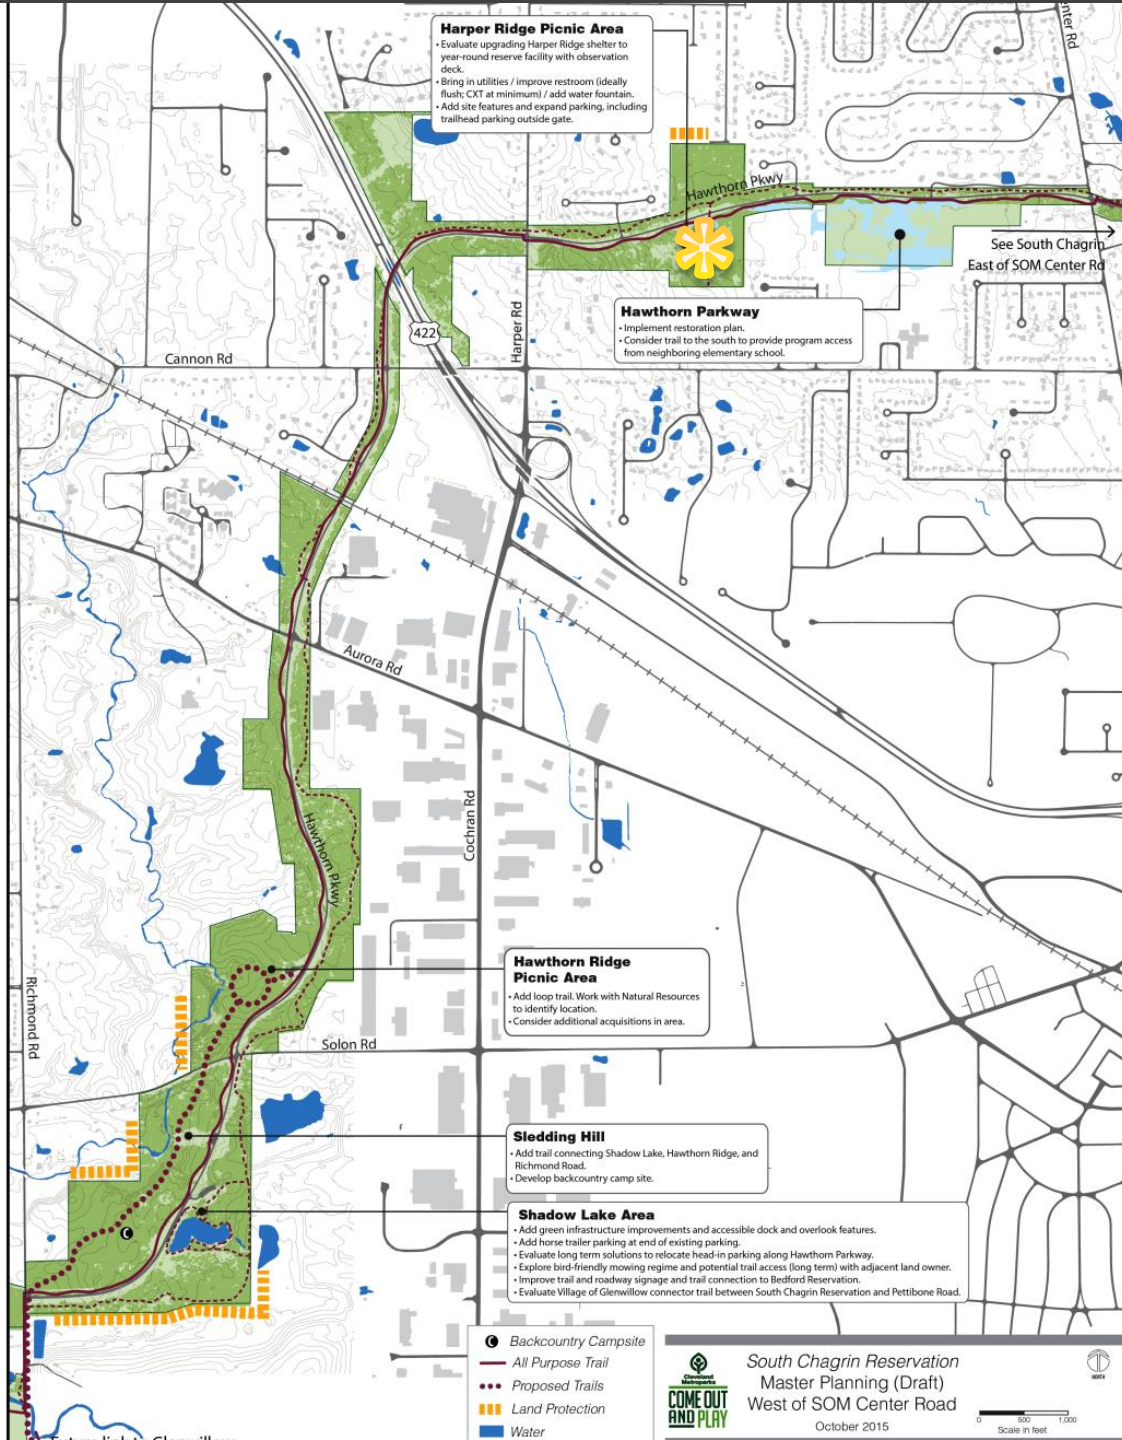 Harper Ridge Picnic Area
• Evaluate upgrading Harper Ridge shelter to
year-round reserve facility with observation
deck.
• Bring in utilities / improve restroom (ideally
flush; CXT at minimum) / add water fountain.
• Add site features and expand parking, including
trailhead parking outside gate.
nter Rd
Hawthorn Pkwy
See South Chagrin
East of SOM Center Rd
Hawthorn Parkway
• Implement restoration plan.
• Consider trail to the south to provide program access
from neighboring elementary school.
422
Harper Rd
Cannon Rd
Aurora Rd
Cochran Rd
Hawthorn Pkwy
Hawthorn Ridge
Picnic Area
• Add loop trail. Work with Natural Resources
to identify location.
• Consider additional acquisitions in area.
Richmond Rd
Solon Rd
Sledding Hill
• Add trail connecting Shadow Lake, Hawthorn Ridge, and
Richmond Road.
• Develop backcountry camp site.
Shadow Lake Area
• Add green infrastructure improvements and accessible dock and overlook features.
• Add horse trailer parking at end of existing parking.
• Evaluate long term solutions to relocate head-in parking along Hawthorn Parkway.
• Explore bird-friendly mowing regime and potential trail access (long term) with adjacent land owner.
• Improve trail and roadway signage and trail connection to Bedford Reservation.
• Evaluate Village of Glenwillow connector trail between South Chagrin Reservation and Pettibone Road.
C
C Backcountry Campsite
All Purpose Trail
Proposed Trails
Land Protection
Water
Cleveland
Metroparks
COME OUT
AND PLAY
South Chagrin Reservation
Master Planning (Draft)
West of SOM Center Road
October 2015
NORTH
0 500 1,000
Scale in feet